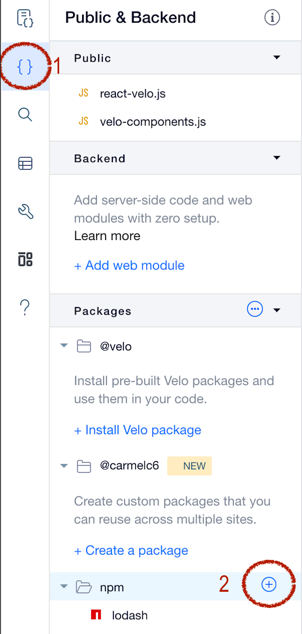 Public & Backend
1
Public
JS react-velo.js
JS velo-components.js
Backend
Add server-side code and web
modules with zero setup.
Learn more
+ Add web module
Packages
@velo
Install pre-built Velo packages and
use them in your code.
+ Install Velo package
@carmelc6 NEW
Create custom packages that you
can reuse across multiple sites.
+ Create a package
npm 2
lodash